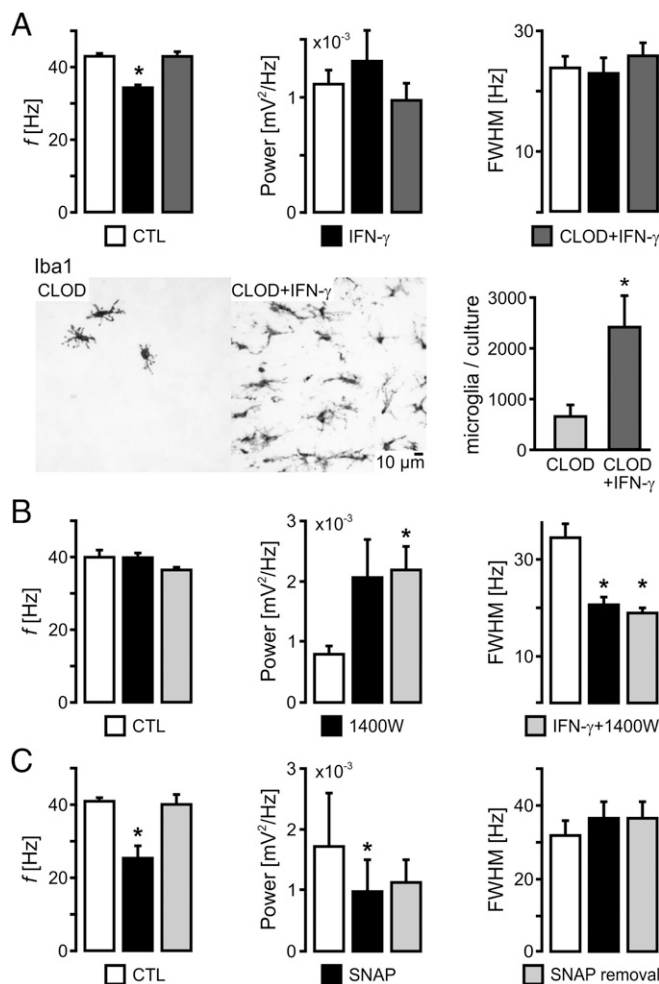 A
f [Hz]
40
20
0
*
CTL
x10⁻³
Power [mV²/Hz]
1
0
IFN-γ
FWHM [Hz]
30
10
CLOD+IFN-γ
Iba1
CLOD
CLOD+IFN-γ
10 µm
microglia / culture
3000
2000
1000
0
*
CLOD
CLOD
+IFN-γ
B
f [Hz]
40
20
0
CTL
x10⁻³
Power [mV²/Hz]
3
2
1
0
*
1400W
FWHM [Hz]
30
10
* *
IFN-γ+1400W
C
f [Hz]
40
20
0
*
CTL
x10⁻³
Power [mV²/Hz]
3
2
1
0
*
SNAP
FWHM [Hz]
50
30
10
SNAP removal